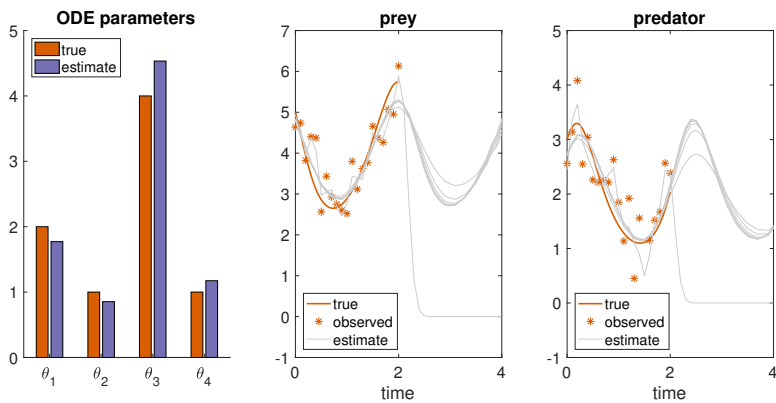 ODE parameters
5
4
3
2
1
0
true
estimate
θ1
θ2
θ3
θ4
prey
7
6
5
4
3
2
1
0
-1
true
observed
estimate
0
2
4
time
predator
5
4
3
2
1
0
-1
true
observed
estimate
0
2
4
time